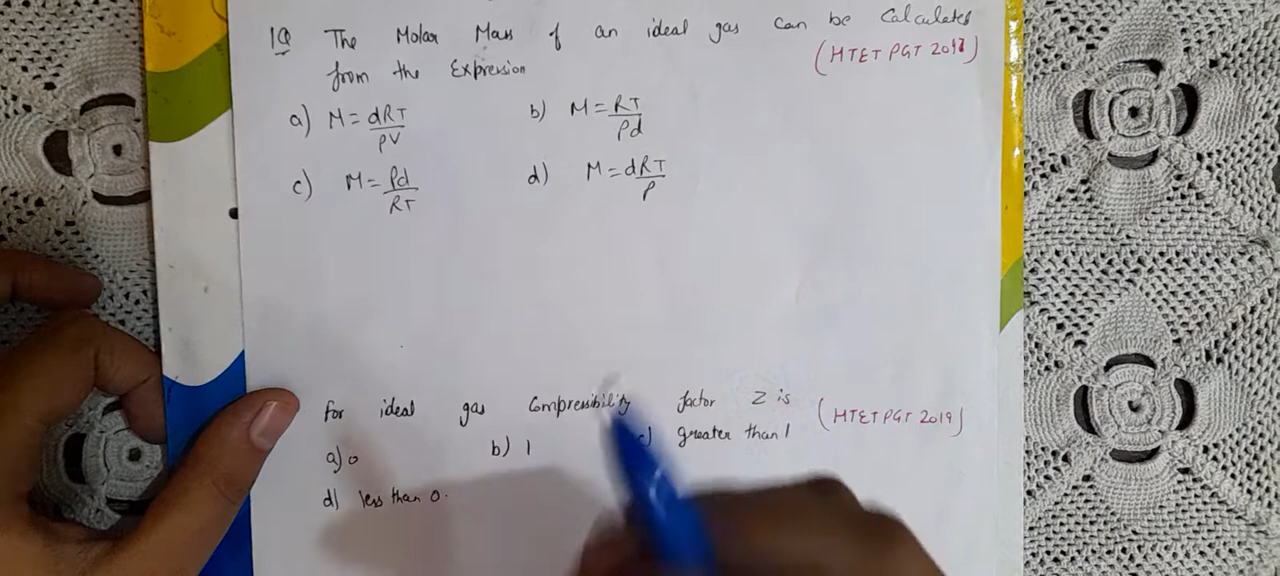 1Q The Molar Mass of an ideal gas can be Calculated
from the Expression (HTET PGT 2017)
a) M = dRT/PV b) M = RT/Pd
c) M = Pd/RT d) M = dRT/P
For ideal gas Compressibility factor Z is (HTET PGT 2019)
a) 0 b) 1 c) greater than 1
d) less than 0.